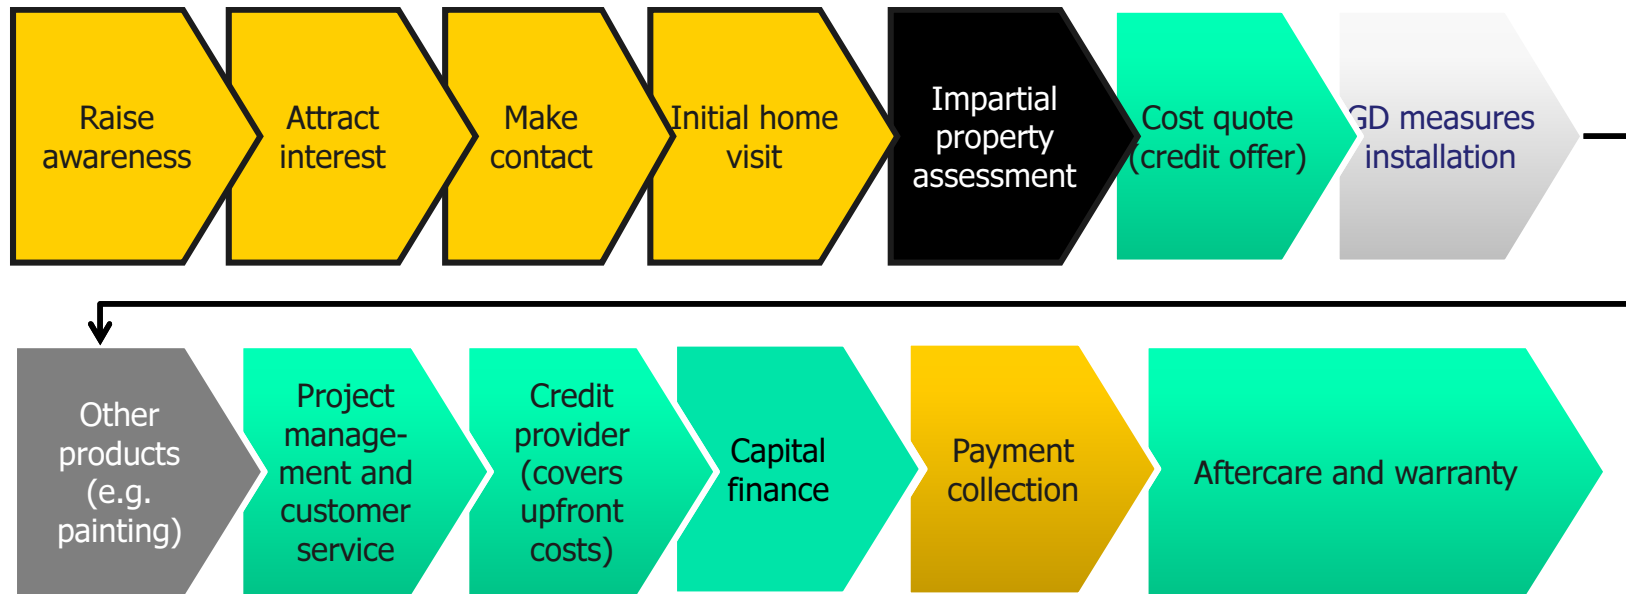 Raise
awareness
Attract
interest
Make
contact
Initial home
visit
Impartial
property
assessment
Cost quote
(credit offer)
GD measures
installation
Other
products
(e.g.
painting)
Project
manage-
ment and
customer
service
Credit
provider
(covers
upfront
costs)
Capital
finance
Payment
collection
Aftercare and warranty